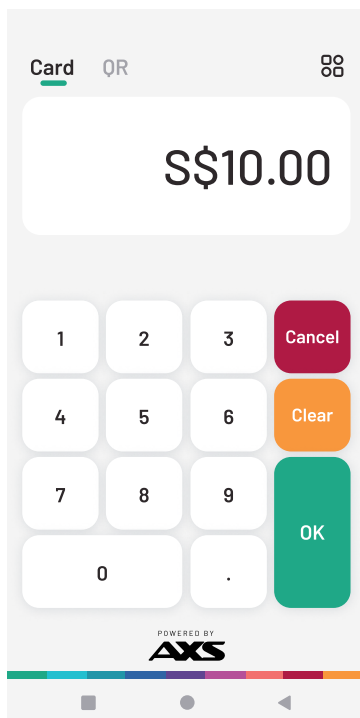 Card QR
S$10.00
1 2 3 Cancel
4 5 6 Clear
7 8 9
OK
0 .
POWERED BY
AXS